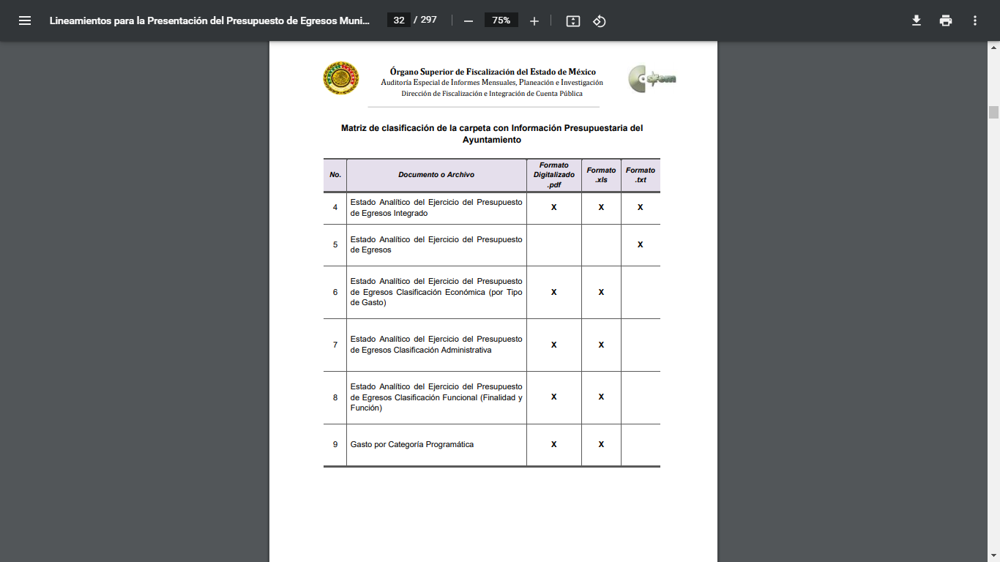 Lineamientos para la Presentación del Presupuesto de Egresos Muni...
32 / 297
75%
Órgano Superior de Fiscalización del Estado de México
Auditoría Especial de Informes Mensuales, Planeación e Investigación
Dirección de Fiscalización e Integración de Cuenta Pública
osfem
Matriz de clasificación de la carpeta con Información Presupuestaria del
Ayuntamiento
No. Documento o Archivo Formato Digitalizado .pdf Formato .xls Formato .txt
4 Estado Analítico del Ejercicio del Presupuesto
de Egresos Integrado X X X
5 Estado Analítico del Ejercicio del Presupuesto
de Egresos X
6 Estado Analítico del Ejercicio del Presupuesto
de Egresos Clasificación Económica (por Tipo X X
de Gasto)
7 Estado Analítico del Ejercicio del Presupuesto
de Egresos Clasificación Administrativa X X
8 Estado Analítico del Ejercicio del Presupuesto
de Egresos Clasificación Funcional (Finalidad y X X
Función)
9 Gasto por Categoría Programática X X